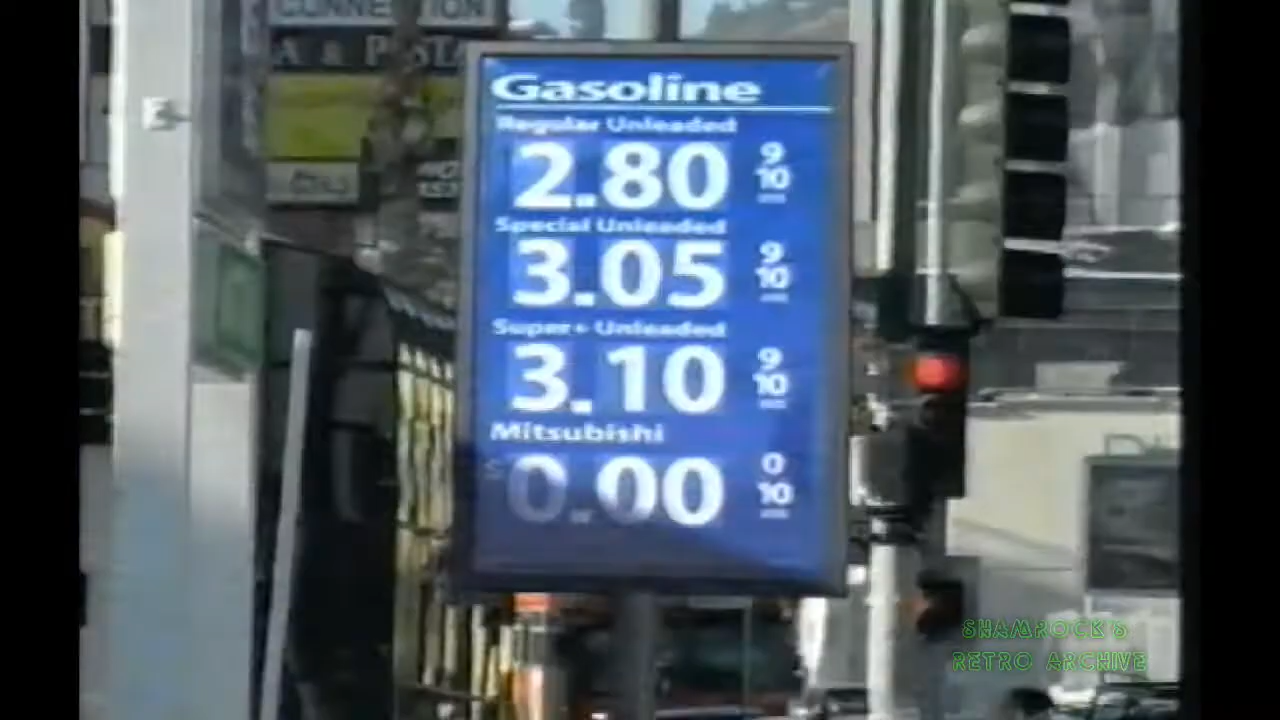 CONNECTION
A & P
Gasoline
Regular Unleaded
2.80 9/10
Special Unleaded
3.05 9/10
Super+ Unleaded
3.10 9/10
Mitsubishi
0.00 0/10
SHAMROCK'S
RETRO ARCHIVE